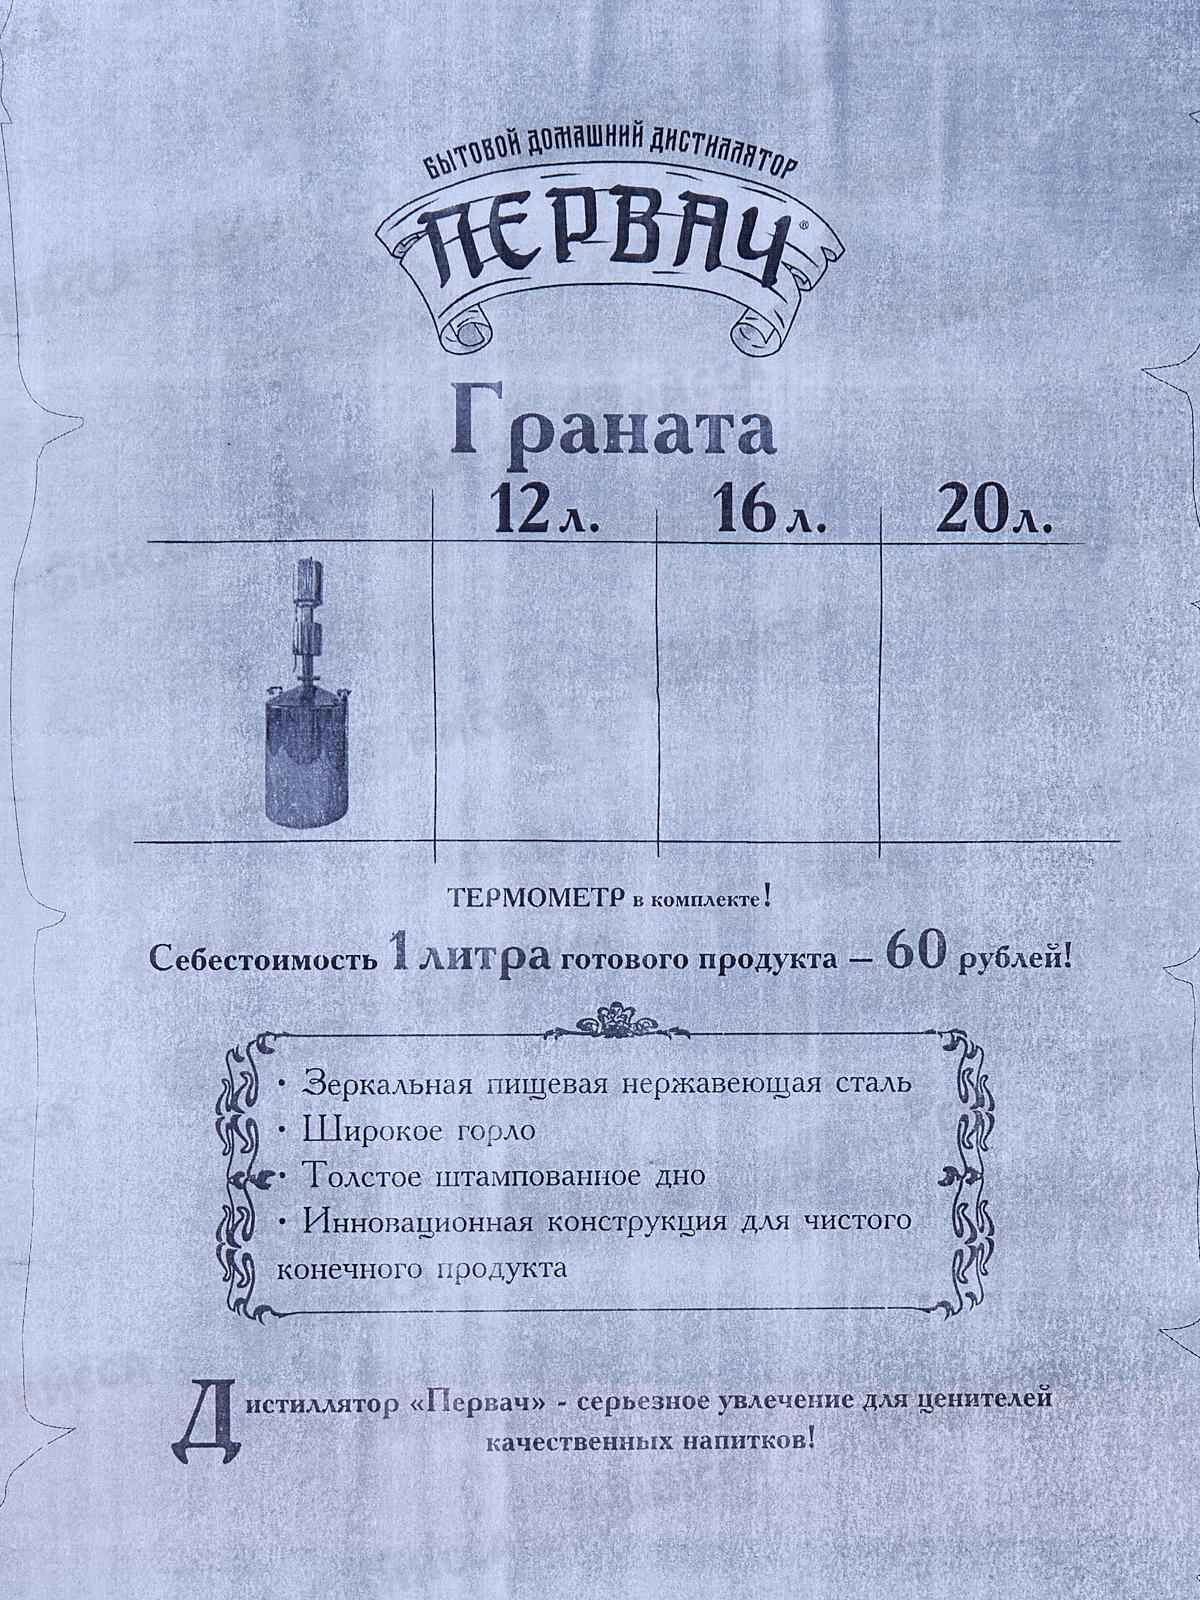 БЫТОВОЙ ДОМАШНИЙ ДИСТИЛЛЯТОР
ПЕРВАЧ®
Граната
12 л. 16 л. 20 л.
ТЕРМОМЕТР в комплекте!
Себестоимость 1 литра готового продукта – 60 рублей!
• Зеркальная пищевая нержавеющая сталь
• Широкое горло
• Толстое штампованное дно
• Инновационная конструкция для чистого
конечного продукта
Дистиллятор «Первач» - серьезное увлечение для ценителей
качественных напитков!